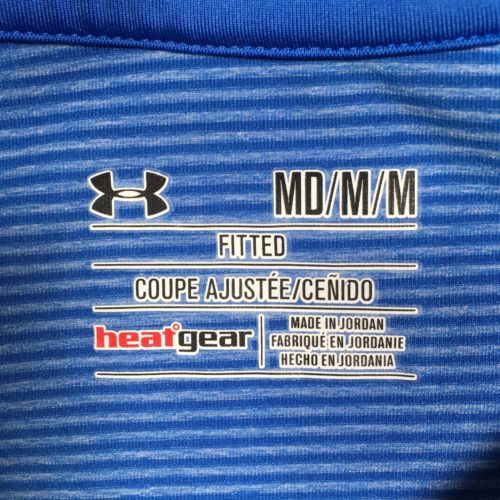 MD/M/M
FITTED
COUPE AJUSTÉE/CEÑIDO
heatgear
MADE IN JORDAN
FABRIQUÉ EN JORDANIE
HECHO EN JORDANIA